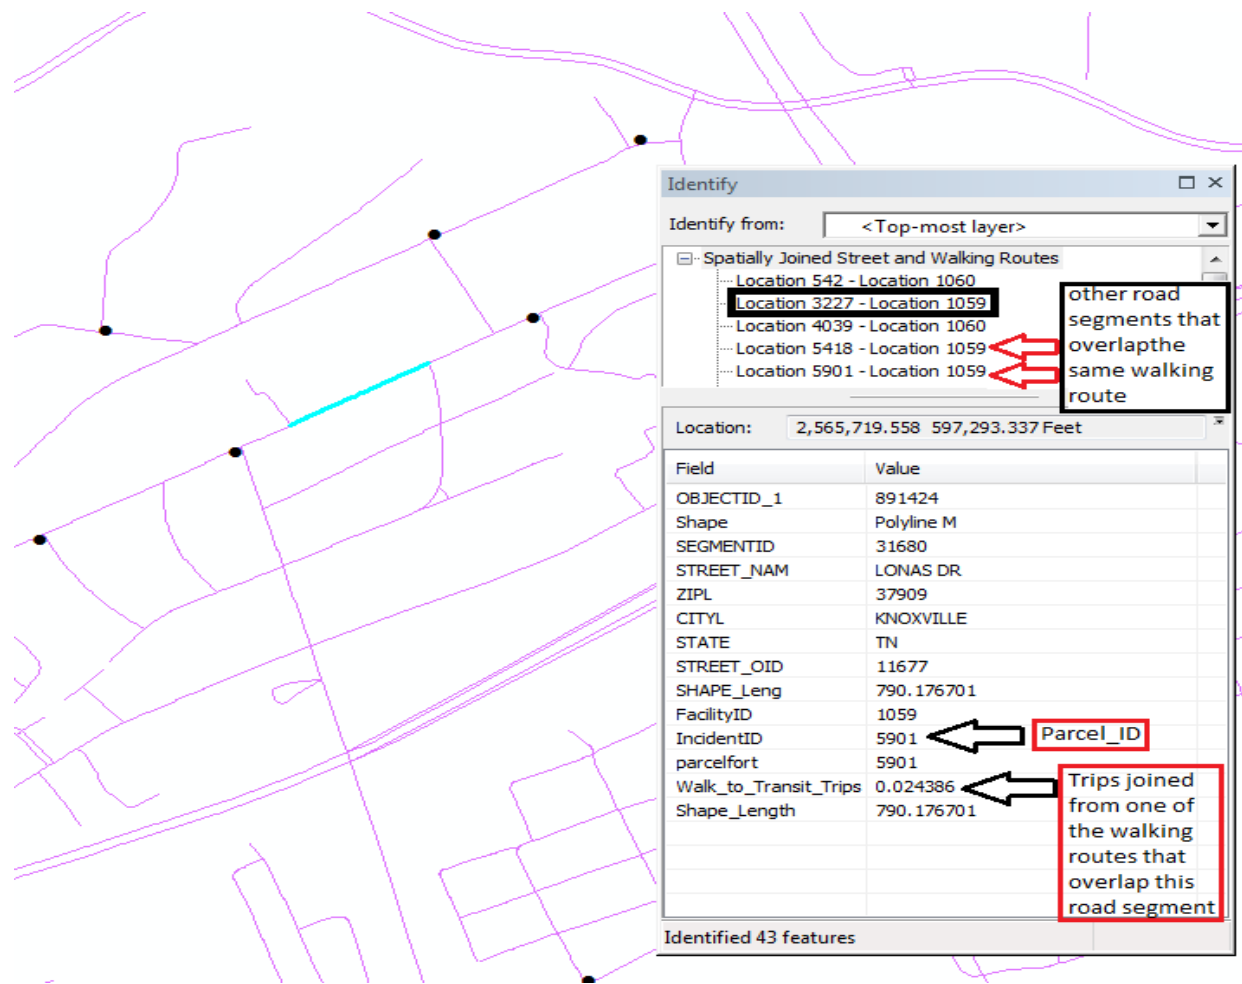 Identify
Identify from: <Top-most layer>
Spatially Joined Street and Walking Routes
Location 542 - Location 1060
Location 3227 - Location 1059
Location 4039 - Location 1060
Location 5418 - Location 1059
Location 5901 - Location 1059
other road
segments that
overlapthe
same walking
route
Location: 2,565,719.558 597,293.337 Feet
Field Value
OBJECTID_1 891424
Shape Polyline M
SEGMENTID 31680
STREET_NAM LONAS DR
ZIPL 37909
CITYL KNOXVILLE
STATE TN
STREET_OID 11677
SHAPE_Leng 790.176701
FacilityID 1059
IncidentID 5901
Parcel_ID
parcelfort 5901
Walk_to_Transit_Trips 0.024386
Shape_Length 790.176701
Trips joined
from one of
the walking
routes that
overlap this
road segment
Identified 43 features